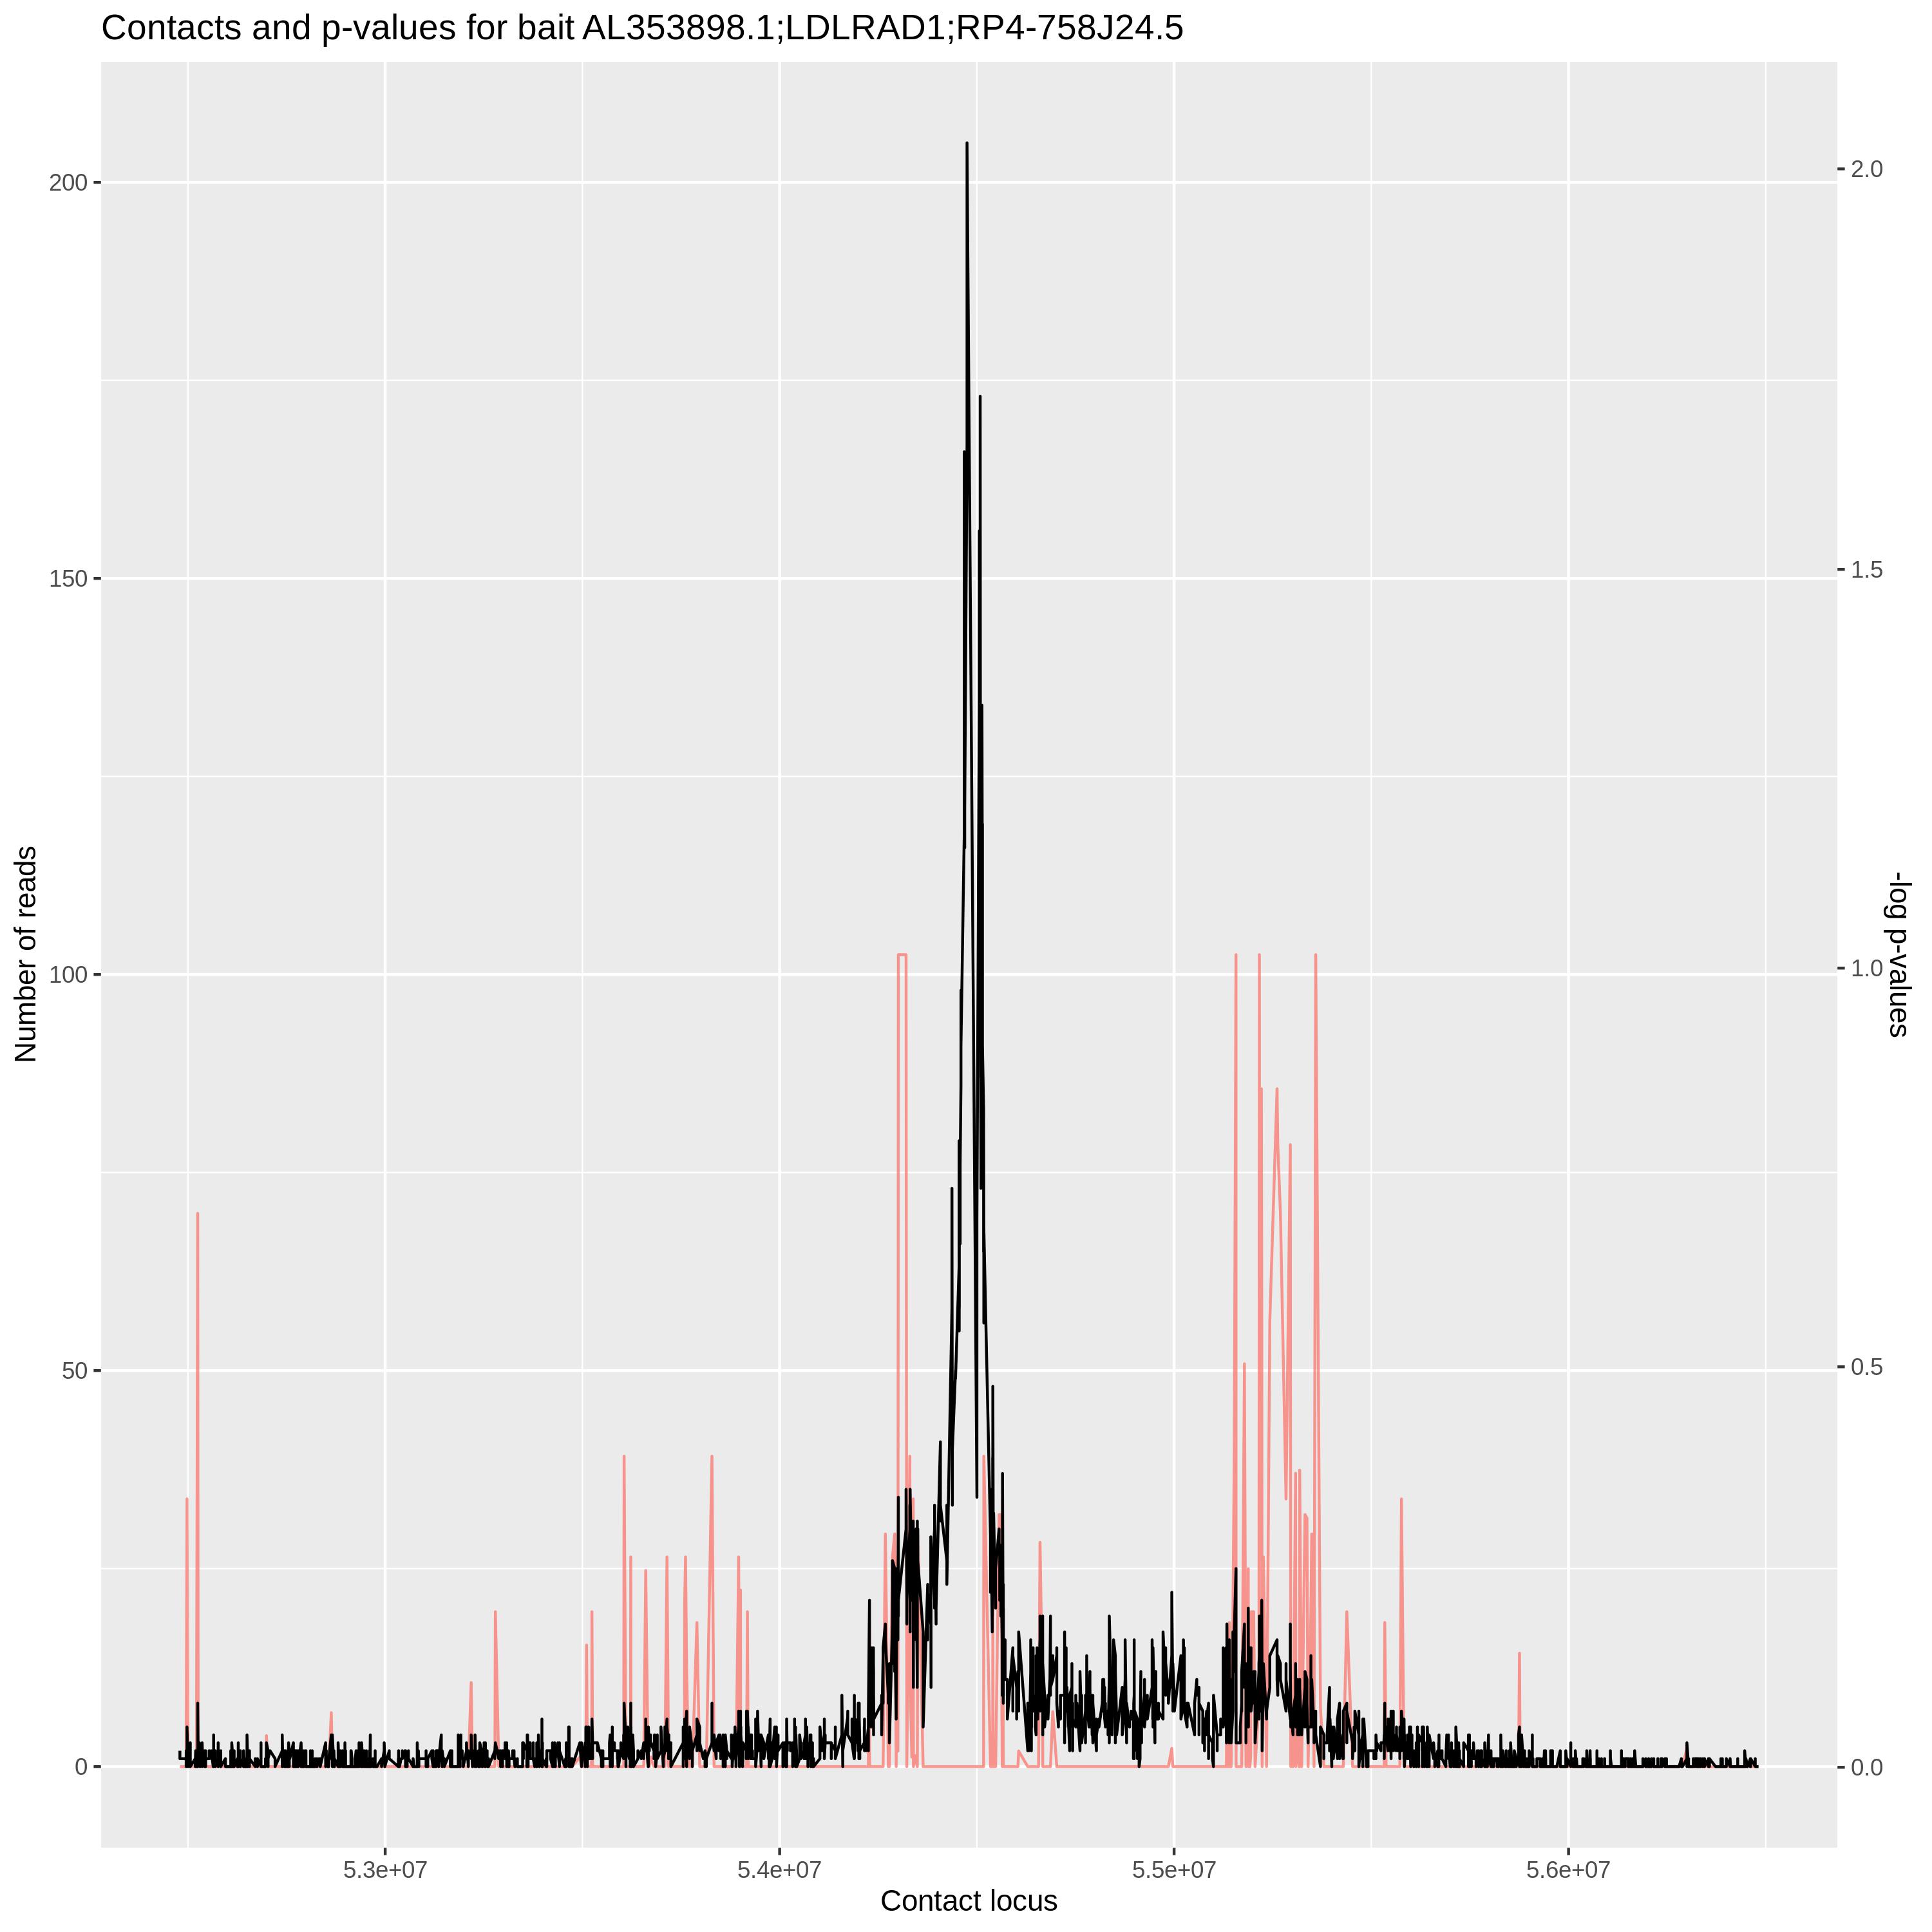 Contacts and p-values for bait AL353898.1;LDLRAD1;RP4-758J24.5
200
150
100
50
0
Number of reads
2.0
1.5
1.0
0.5
0.0
-log p-values
5.3e+07
5.4e+07
5.5e+07
5.6e+07
Contact locus